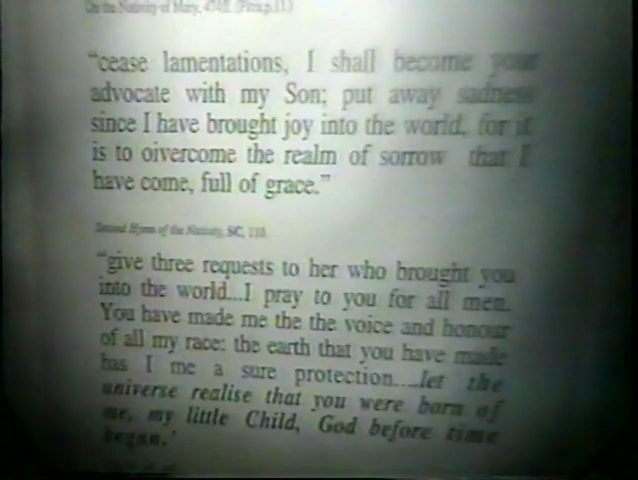 On the Nativity of Mary,
"cease lamentations, I shall become your
advocate with my Son; put away sadness
since I have brought joy into the world, for it
is to oivercome the realm of sorrow that I
have come, full of grace."
Second Hymn of the Nativity, SC, 110.
"give three requests to her who brought you
into the world...I pray to you for all men.
You have made me the the voice and honour
of all my race: the earth that you have made
has I me a sure protection....let the
universe realise that you were born of
me, my little Child, God before time
began.'